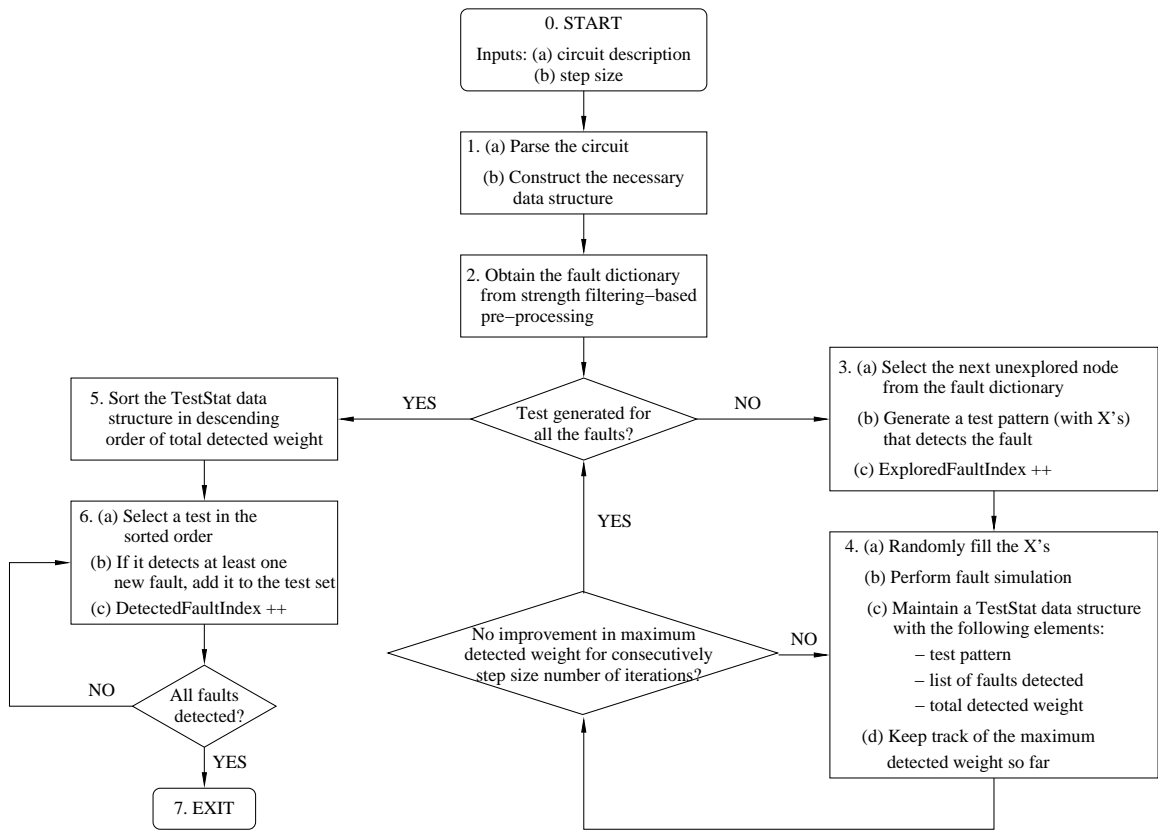 0. START
Inputs: (a) circuit description
(b) step size
1. (a) Parse the circuit
(b) Construct the necessary
data structure
2. Obtain the fault dictionary
from strength filtering−based
pre−processing
Test generated for
all the faults?
YES
NO
3. (a) Select the next unexplored node
from the fault dictionary
(b) Generate a test pattern (with X's)
that detects the fault
(c) ExploredFaultIndex ++
4. (a) Randomly fill the X's
(b) Perform fault simulation
(c) Maintain a TestStat data structure
with the following elements:
− test pattern
− list of faults detected
− total detected weight
(d) Keep track of the maximum
detected weight so far
No improvement in maximum
detected weight for consecutively
step size number of iterations?
NO
YES
5. Sort the TestStat data
structure in descending
order of total detected weight
6. (a) Select a test in the
sorted order
(b) If it detects at least one
new fault, add it to the test set
(c) DetectedFaultIndex ++
All faults
detected?
NO
YES
7. EXIT